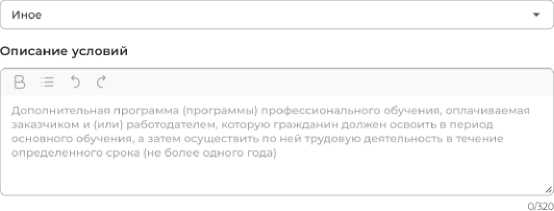 Иное
Описание условий
B
Дополнительная программа (программы) профессионального обучения, оплачиваемая
заказчиком и (или) работодателем, которую гражданин должен освоить в период
основного обучения, а затем осуществить по ней трудовую деятельность в течение
определенного срока (не более одного года)
0/320